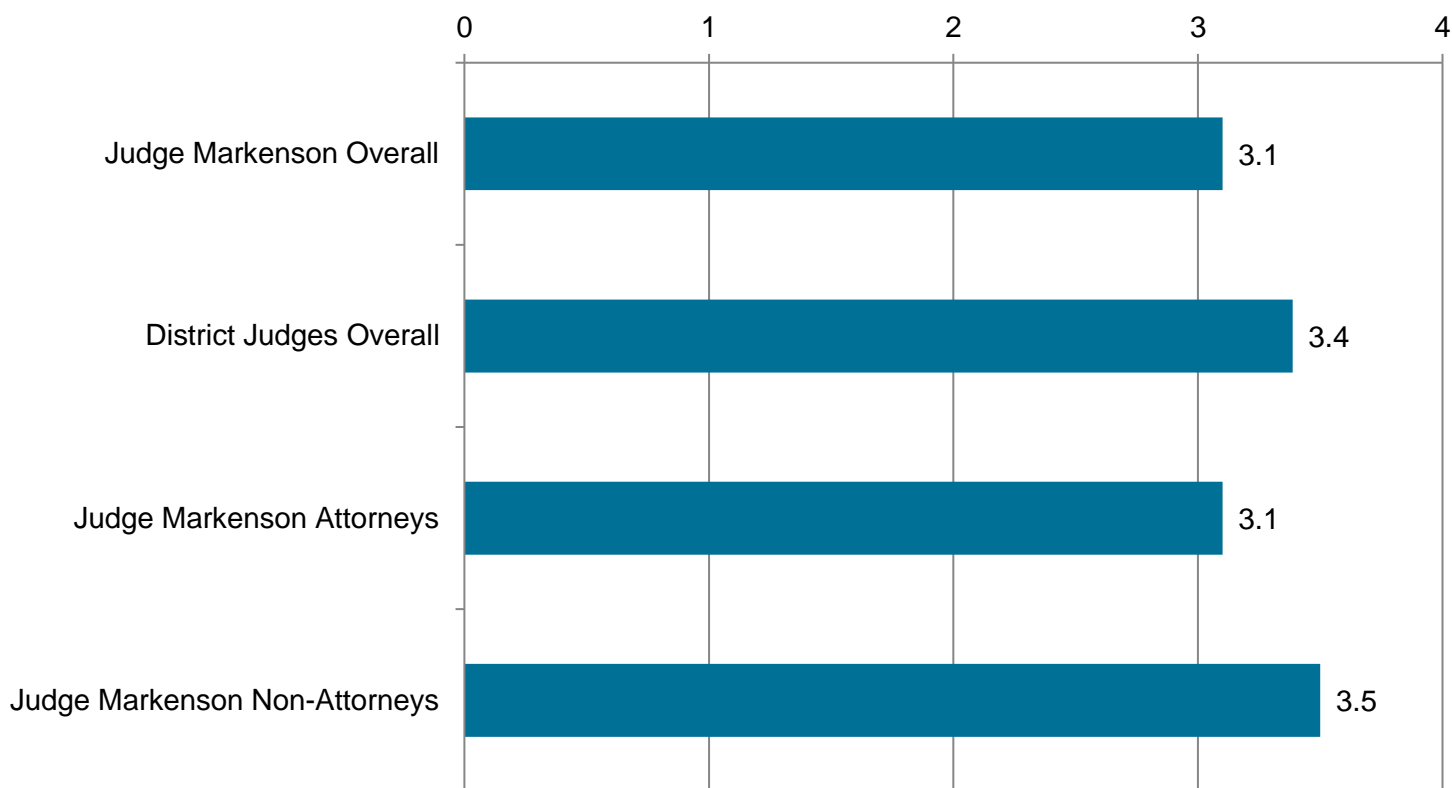 0 1 2 3 4
Judge Markenson Overall 3.1
District Judges Overall 3.4
Judge Markenson Attorneys 3.1
Judge Markenson Non-Attorneys 3.5